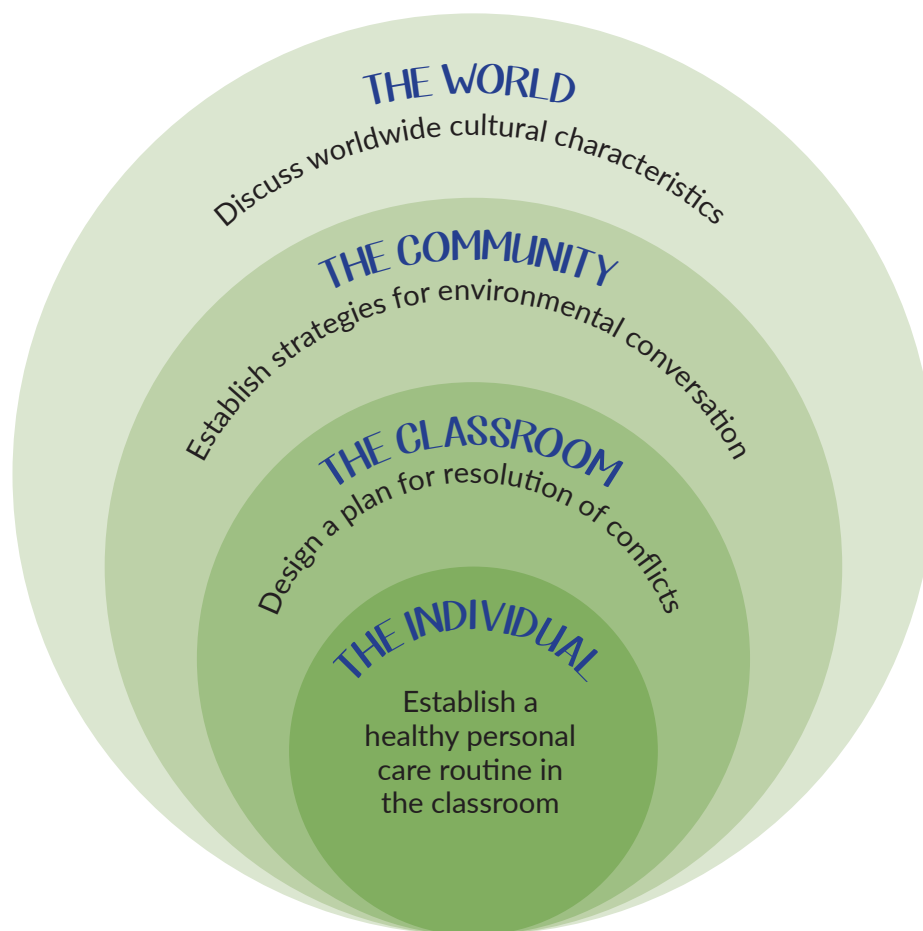 THE WORLD
Discuss worldwide cultural characteristics
THE COMMUNITY
Establish strategies for environmental conversation
THE CLASSROOM
Design a plan for resolution of conflicts
THE INDIVIDUAL
Establish a
healthy personal
care routine in
the classroom